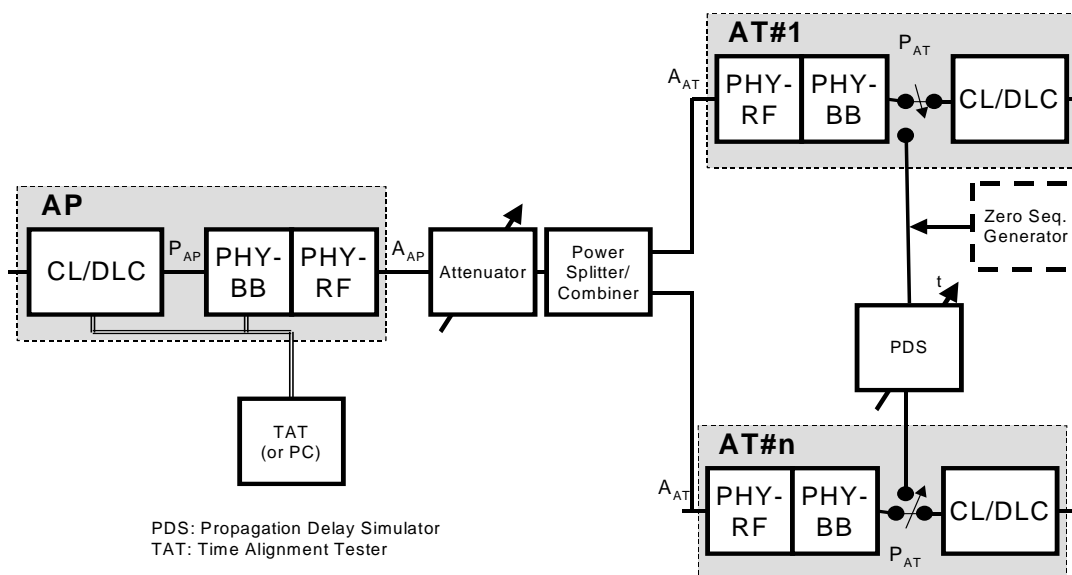 AT#1
P_AT
A_AT
PHY-
RF
PHY-
BB
CL/DLC
Zero Seq.
Generator
AP
P_AP
A_AP
CL/DLC
PHY-
BB
PHY-
RF
Attenuator
Power
Splitter/
Combiner
t
PDS
TAT
(or PC)
AT#n
A_AT
PHY-
RF
PHY-
BB
CL/DLC
P_AT
PDS: Propagation Delay Simulator
TAT: Time Alignment Tester